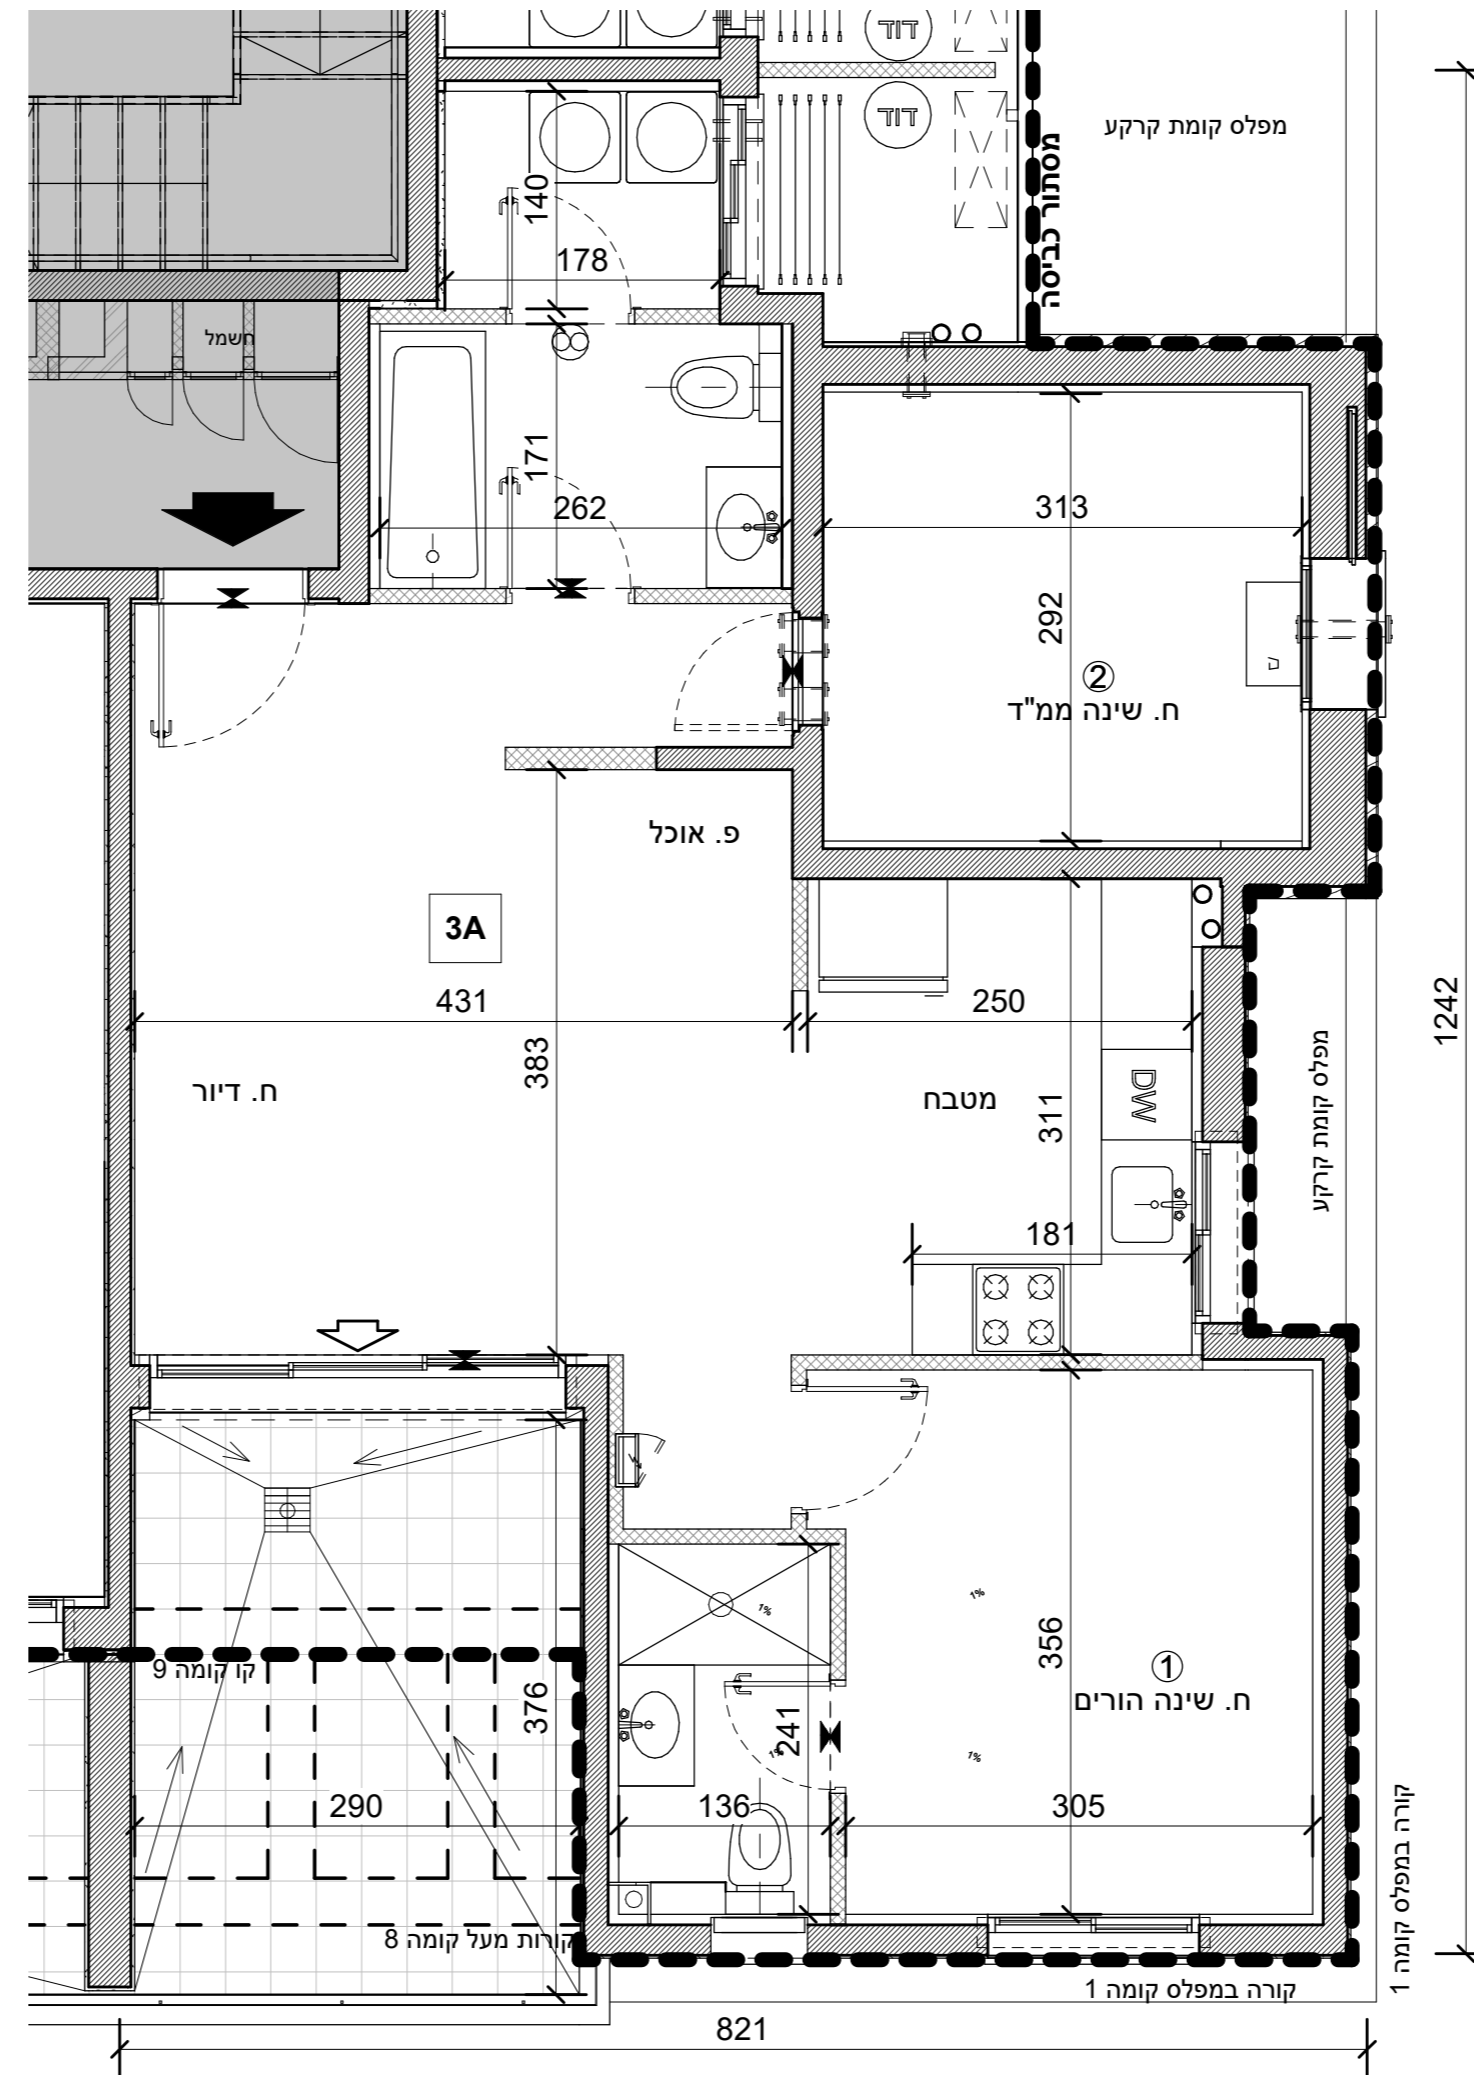 דוד
דוד
מפלס קומת קרקע
מסתור כביסה
140
178
חשמל
171
262
313
292
2
ח. שינה ממ"ד
פ. אוכל
3A
431
250
383
ח. דיור
מטבח
311
DW
181
מפלס קומת קרקע
1242
1%
1%
356
1
ח. שינה הורים
קו קומה 9
376
241
1%
1%
290
136
305
קורות מעל קומה 8
קורה במפלס קומה 1
קורה במפלס קומה 1
821